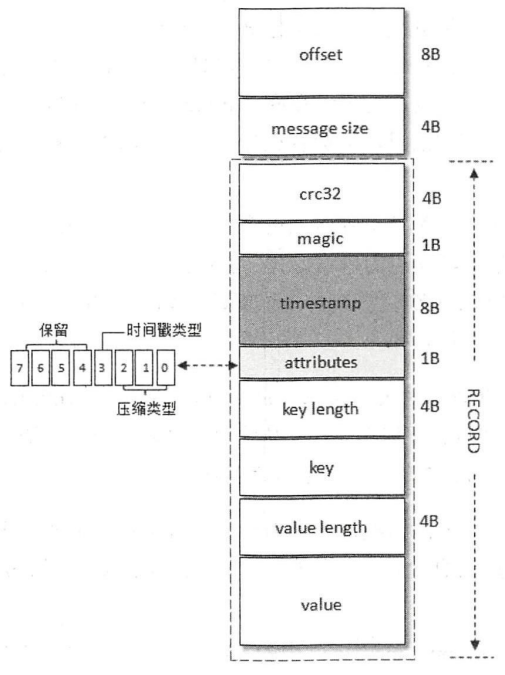 offset 8B
message size 4B
crc32 4B
magic 1B
timestamp 8B
保留 时间戳类型
7 6 5 4 3 2 1 0
压缩类型
attributes 1B
key length 4B
key
value length 4B
value
RECORD